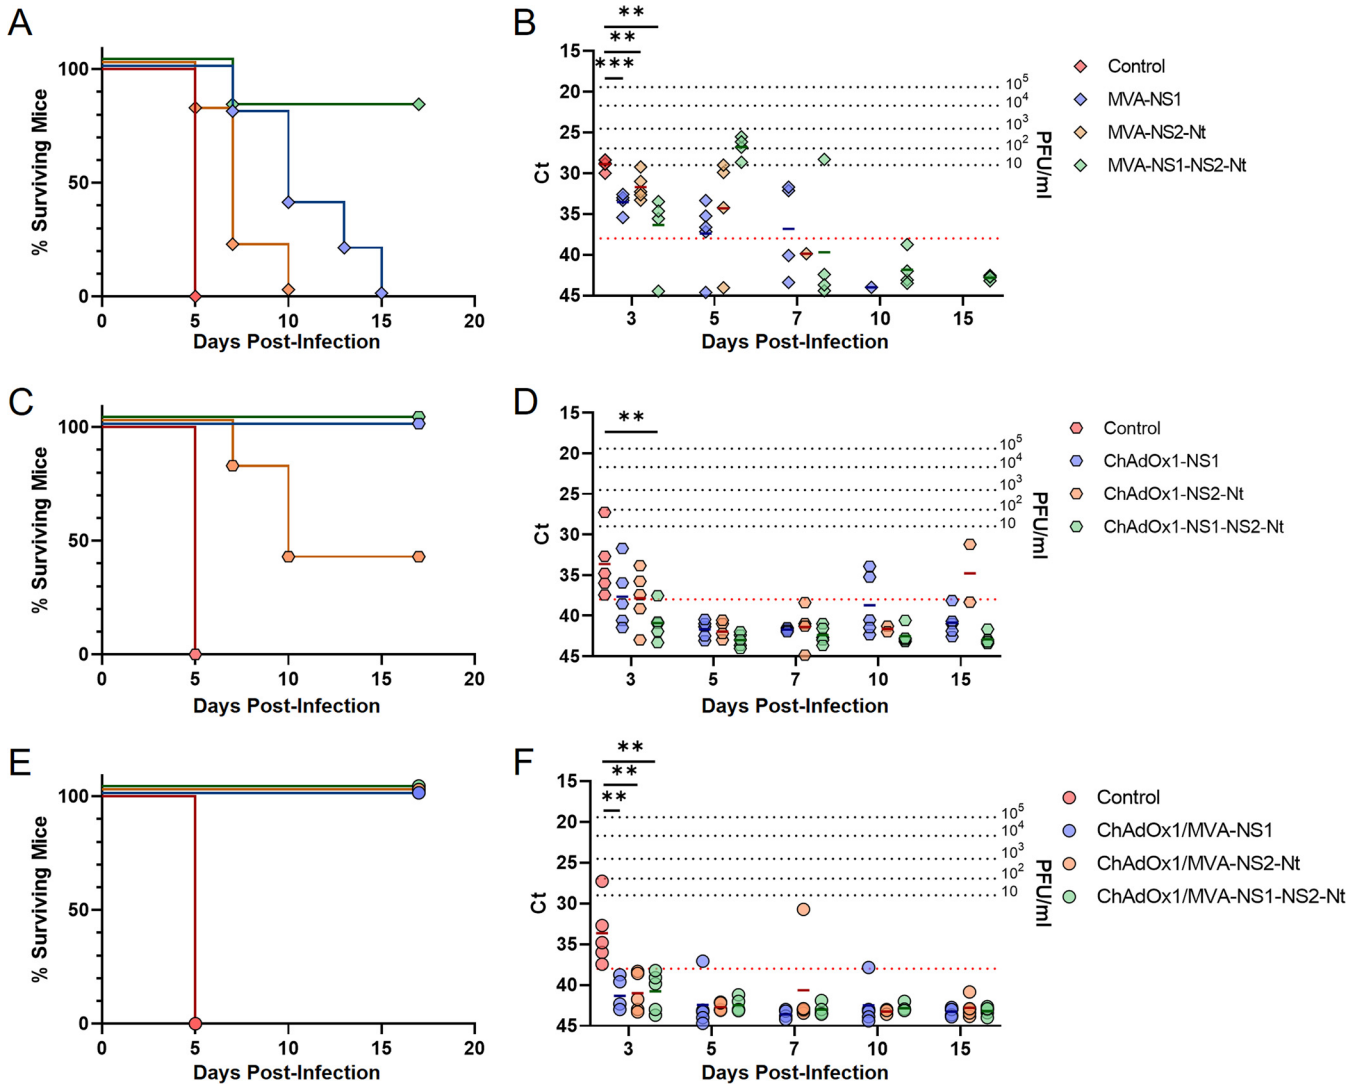 A
% Surviving Mice
100
50
0
0 5 10 15 20
Days Post-Infection
B
**
**
***
Ct
15
20
25
30
35
40
45
10⁵
10⁴
10³
10²
10
PFU/ml
3 5 7 10 15
Days Post-Infection
Control
MVA-NS1
MVA-NS2-Nt
MVA-NS1-NS2-Nt
C
% Surviving Mice
100
50
0
0 5 10 15 20
Days Post-Infection
D
**
Ct
15
20
25
30
35
40
45
10⁵
10⁴
10³
10²
10
PFU/ml
3 5 7 10 15
Days Post-Infection
Control
ChAdOx1-NS1
ChAdOx1-NS2-Nt
ChAdOx1-NS1-NS2-Nt
E
% Surviving Mice
100
50
0
0 5 10 15 20
Days Post-Infection
F
**
**
**
Ct
15
20
25
30
35
40
45
10⁵
10⁴
10³
10²
10
PFU/ml
3 5 7 10 15
Days Post-Infection
Control
ChAdOx1/MVA-NS1
ChAdOx1/MVA-NS2-Nt
ChAdOx1/MVA-NS1-NS2-Nt